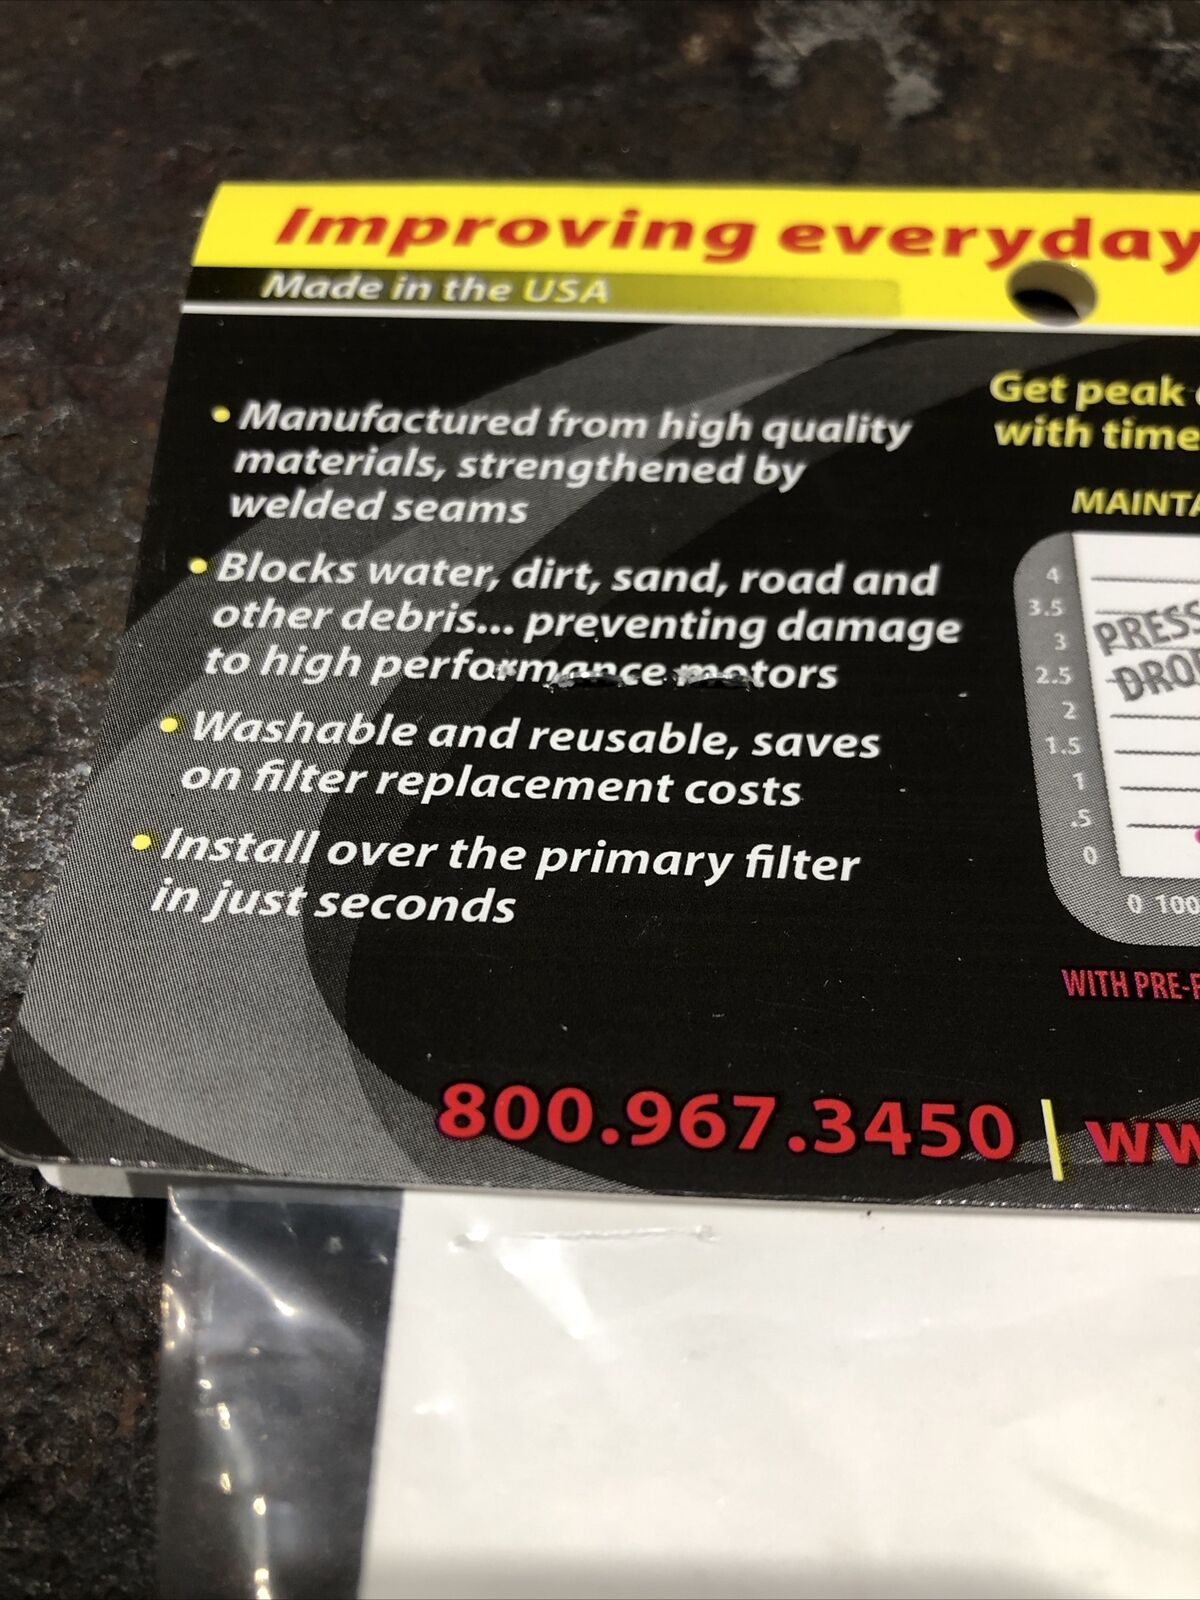 Improving everyday
Made in the USA
• Manufactured from high quality
materials, strengthened by
welded seams
• Blocks water, dirt, sand, road and
other debris... preventing damage
to high performance motors
• Washable and reusable, saves
on filter replacement costs
• Install over the primary filter
in just seconds
Get peak
with time
4
3.5
3
2.5
2
1.5
1
.5
0
0 100
800.967.3450 |